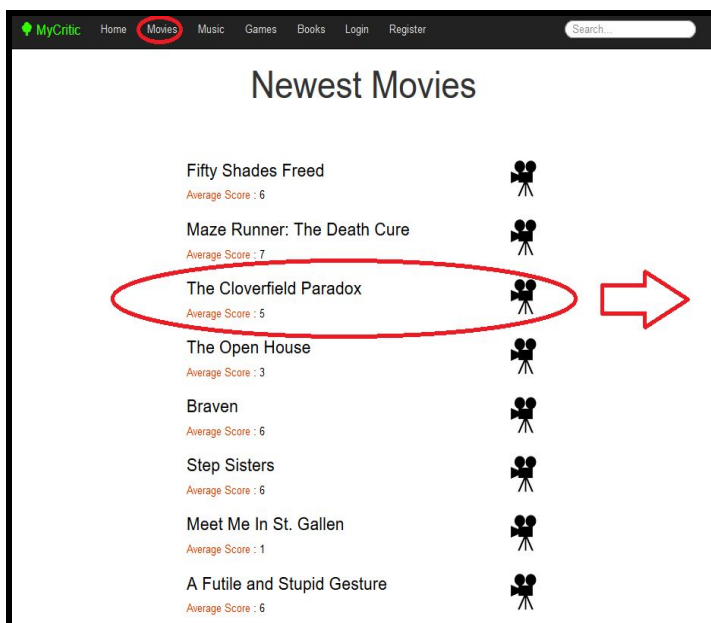 MyCritic Home Movies Music Games Books Login Register Search...
Newest Movies
Fifty Shades Freed
Average Score : 6
Maze Runner: The Death Cure
Average Score : 7
The Cloverfield Paradox
Average Score : 5
The Open House
Average Score : 3
Braven
Average Score : 6
Step Sisters
Average Score : 6
Meet Me In St. Gallen
Average Score : 1
A Futile and Stupid Gesture
Average Score : 6